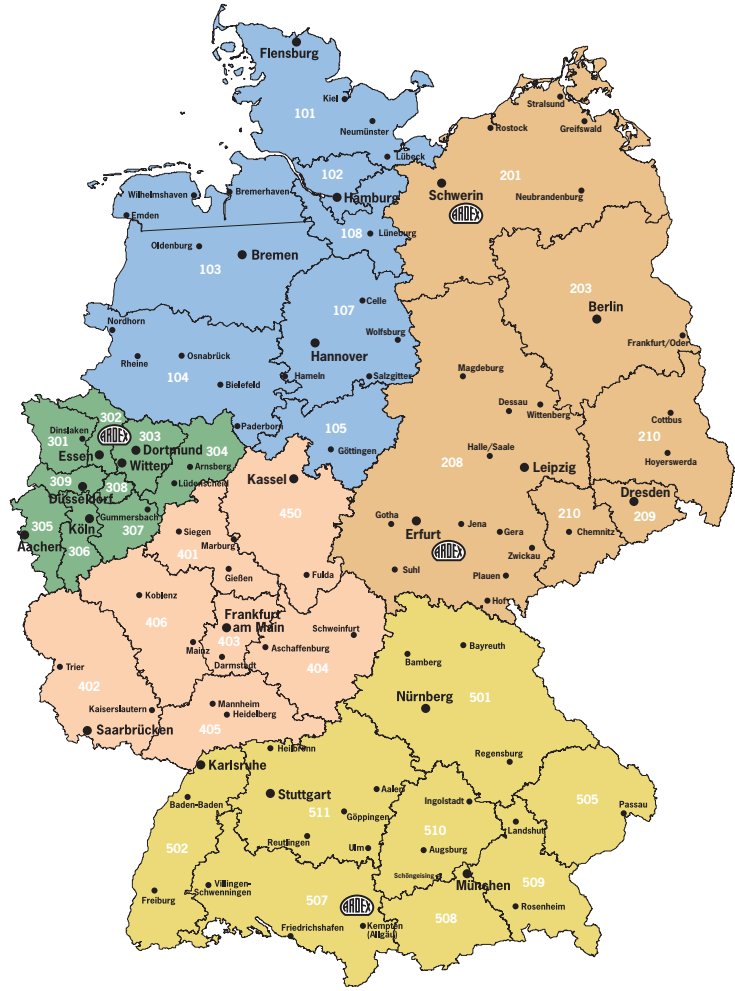 Flensburg
Kiel
101
Neumünster
Lübeck
102
Hamburg
Wilhelmshaven
Bremerhaven
Emden
108
Lüneburg
Oldenburg
103
Bremen
107
Celle
Nordhorn
Wolfsburg
Hannover
Rheine
Osnabrück
104
Hameln
Salzgitter
Bielefeld
Paderborn
105
Göttingen
Stralsund
Rostock
Greifswald
201
Schwerin
Neubrandenburg
ARDEX
203
Berlin
Frankfurt/Oder
Magdeburg
Dessau
Wittenberg
Cottbus
210
Halle/Saale
Hoyerswerda
208
Leipzig
Dresden
209
210
Chemnitz
Gotha
Erfurt
Jena
Gera
ARDEX
Zwickau
Suhl
Plauen
Hof
302
Dinslaken
301
ARDEX
303
Dortmund
304
Essen
Witten
Arnsberg
309
308
Lüdenscheid
Düsseldorf
305
Köln
Gummersbach
307
Aachen
306
Kassel
450
Siegen
401
Marburg
Gießen
Fulda
Koblenz
406
Frankfurt
am Main
403
Schweinfurt
Mainz
Aschaffenburg
Darmstadt
404
Trier
402
Kaiserslautern
Mannheim
Heidelberg
405
Saarbrücken
Bayreuth
Bamberg
Nürnberg
501
Regensburg
Karlsruhe
Heilbronn
Baden-Baden
Stuttgart
Aalen
511
Göppingen
Reutlingen
Ulm
Ingolstadt
510
Augsburg
Landshut
505
Passau
502
Schöngeising
München
509
Villingen-
Schwenningen
Freiburg
507
ARDEX
Rosenheim
Friedrichshafen
Kempten
(Allgäu)
508